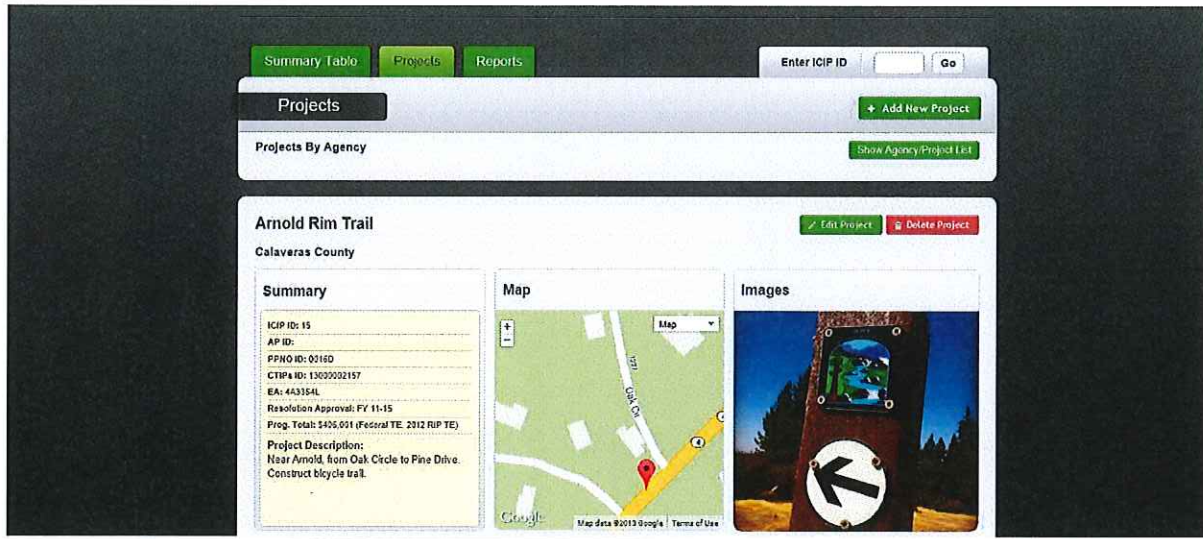 Summary Table Projects Reports
Enter ICIP ID Go
Projects
+ Add New Project
Projects By Agency
Show Agency/Project List
Arnold Rim Trail
Edit Project Delete Project
Calaveras County
Summary
ICIP ID: 15
AP ID:
PPNO ID: 0316D
CTIPs ID: 13000002157
EA: 4A3354L
Resolution Approval: FY 11-15
Prog. Total: $406,001 (Federal TE, 2012 RIP TE)
Project Description:
Near Arnold, from Oak Circle to Pine Drive.
Construct bicycle trail.
Map
+
Map
-
Oak Cir
4
Google
Map data ©2013 Google Terms of Use
Images